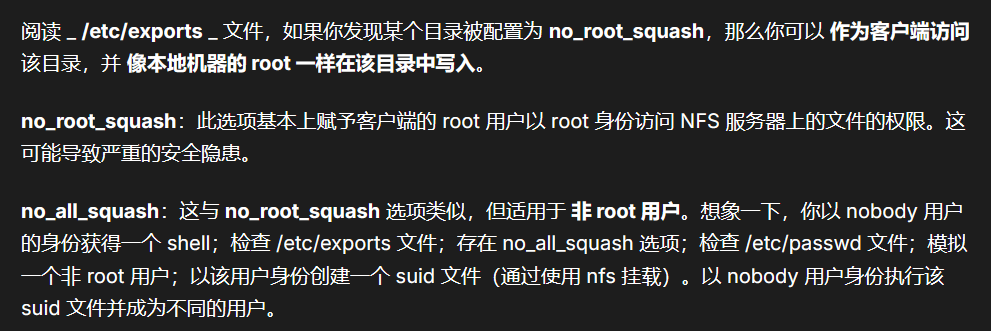 阅读 _ /etc/exports _ 文件，如果你发现某个目录被配置为 no_root_squash，那么你可以 作为客户端访问
该目录，并 像本地机器的 root 一样在该目录中写入。
no_root_squash：此选项基本上赋予客户端的 root 用户以 root 身份访问 NFS 服务器上的文件的权限。这
可能导致严重的安全隐患。
no_all_squash：这与 no_root_squash 选项类似，但适用于 非 root 用户。想象一下，你以 nobody 用户
的身份获得一个 shell；检查 /etc/exports 文件；存在 no_all_squash 选项；检查 /etc/passwd 文件；模拟
一个非 root 用户；以该用户身份创建一个 suid 文件（通过使用 nfs 挂载）。以 nobody 用户身份执行该
suid 文件并成为不同的用户。